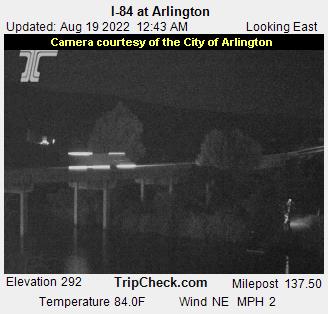 I-84 at Arlington
Updated: Aug 19 2022 12:43 AM Looking East
Camera courtesy of the City of Arlington
Elevation 292 TripCheck.com Milepost 137.50
Temperature 84.0F Wind NE MPH 2